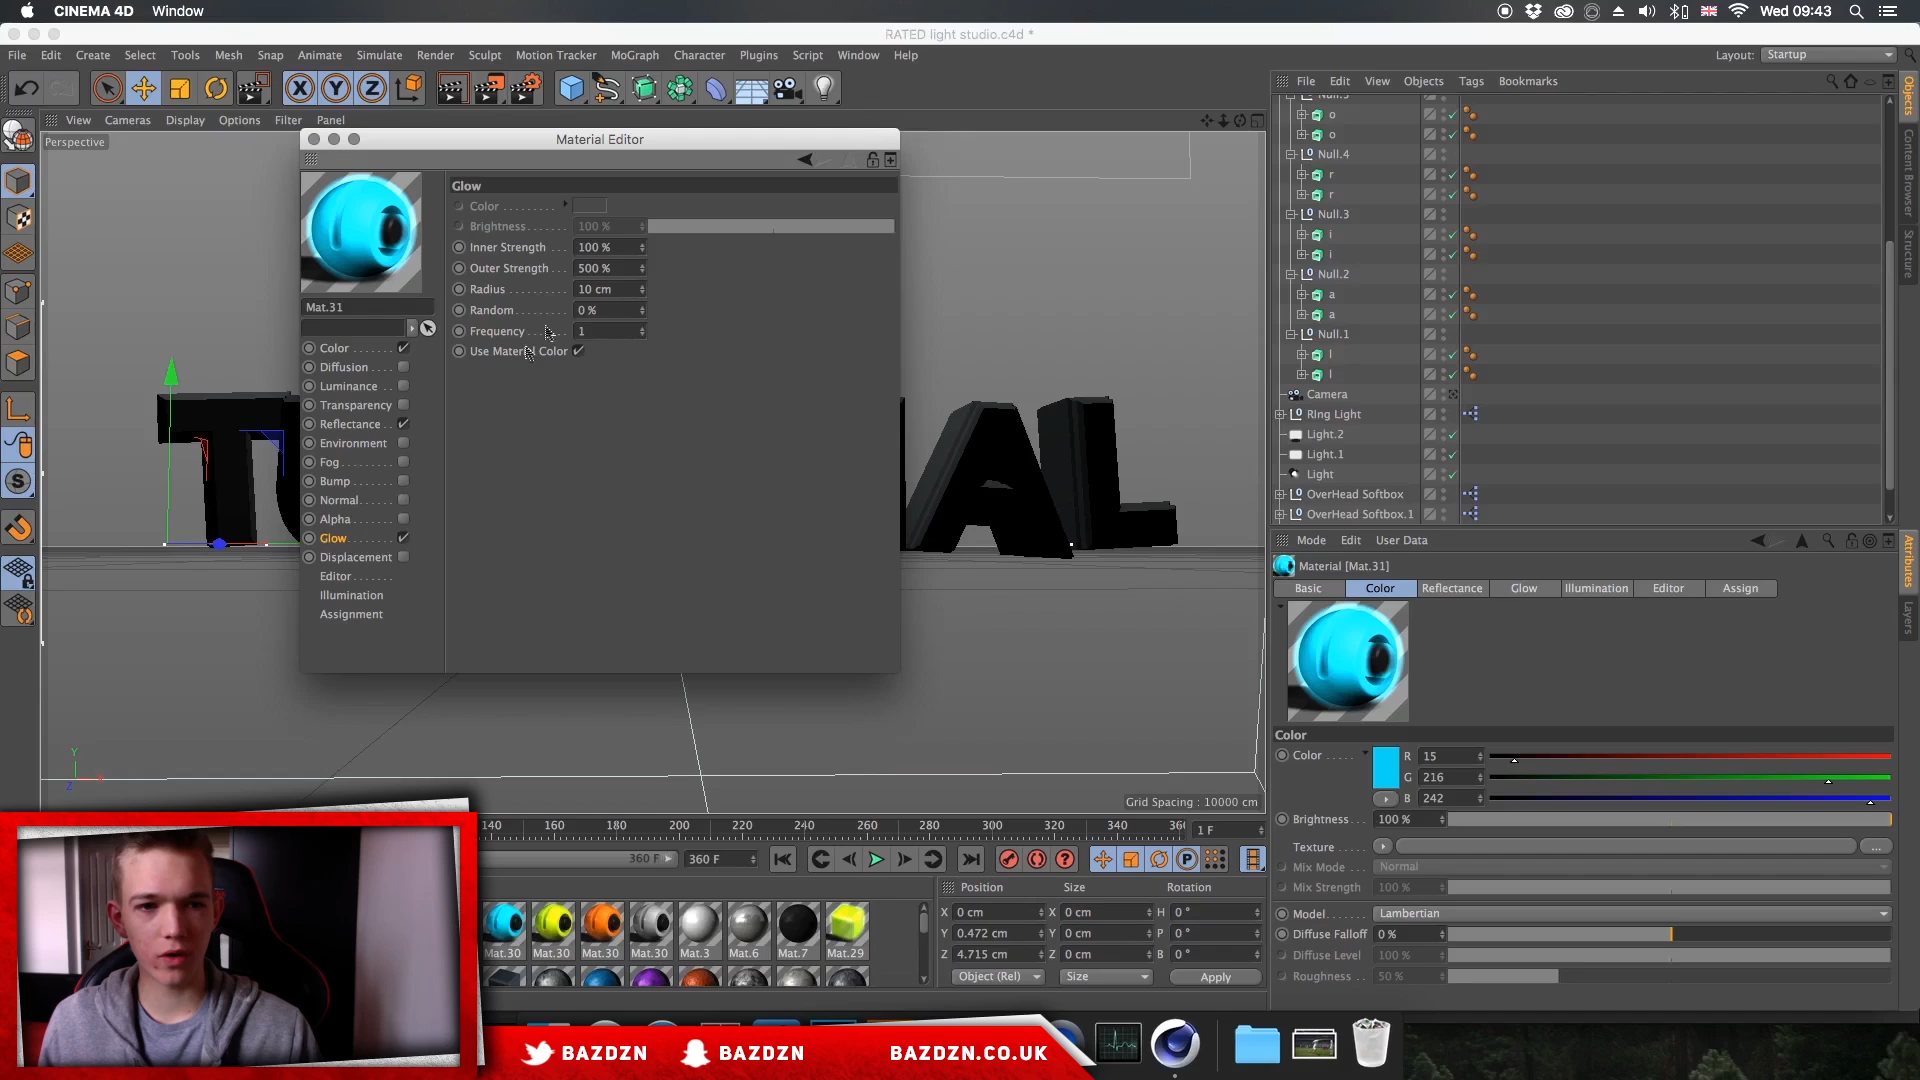 CINEMA 4D Window
Wed 09:43
RATED light studio.c4d *
File Edit Create Select Tools Mesh Snap Animate Simulate Render Sculpt Motion Tracker MoGraph Character Plugins Script Window Help
Layout: Startup
X Y Z
File Edit View Objects Tags Bookmarks
Objects
Content Browser
Structure
View Cameras Display Options Filter Panel
Perspective
Material Editor
Glow
Color
Brightness 100 %
Inner Strength 100 %
Outer Strength 500 %
Radius 10 cm
Random 0 %
Frequency 1
Use Material Color
Mat.31
Color
Diffusion
Luminance
Transparency
Reflectance
Environment
Fog
Bump
Normal
Alpha
Glow
Displacement
Editor
Illumination
Assignment
o
o
Null.4
r
r
Null.3
i
i
Null.2
a
a
Null.1
l
l
Camera
RIng Light
Light.2
Light.1
Light
OverHead Softbox
OverHead Softbox.1
Mode Edit User Data
Attributes
Layers
Material [Mat.31]
Basic Color Reflectance Glow Illumination Editor Assign
Color
Color R 15
G 216
B 242
Brightness 100 %
Texture
Mix Mode Normal
Mix Strength 100 %
Model Lambertian
Diffuse Falloff 0 %
Diffuse Level 100 %
Roughness 50 %
Y
X
Z
Grid Spacing : 10000 cm
140 160 180 200 220 240 260 280 300 320 340 36
1 F
360 F 360 F
P
Position Size Rotation
X 0 cm X 0 cm H 0 °
Y 0.472 cm Y 0 cm P 0 °
Z 4.715 cm Z 0 cm B 0 °
Object (Rel) Size Apply
Mat.30 Mat.30 Mat.30 Mat.30 Mat.3 Mat.6 Mat.7 Mat.29
BAZDZN BAZDZN BAZDZN.CO.UK